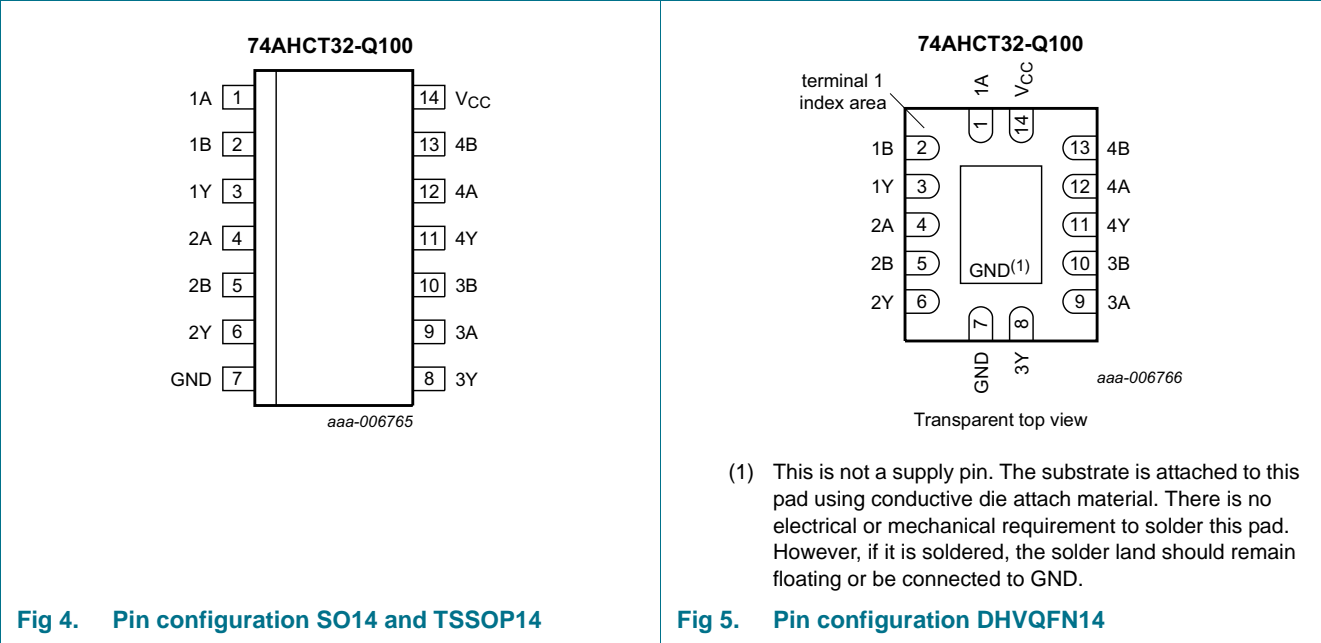 74AHCT32-Q100
1A 1 14 VCC
1B 2 13 4B
1Y 3 12 4A
2A 4 11 4Y
2B 5 10 3B
2Y 6 9 3A
GND 7 8 3Y
aaa-006765
Fig 4. Pin configuration SO14 and TSSOP14
74AHCT32-Q100
terminal 1
index area
1A VCC
1 14
1B 2 13 4B
1Y 3 12 4A
2A 4 11 4Y
2B 5 10 3B
GND(1)
2Y 6 9 3A
7 8
GND 3Y
aaa-006766
Transparent top view
(1) This is not a supply pin. The substrate is attached to this
pad using conductive die attach material. There is no
electrical or mechanical requirement to solder this pad.
However, if it is soldered, the solder land should remain
floating or be connected to GND.
Fig 5. Pin configuration DHVQFN14